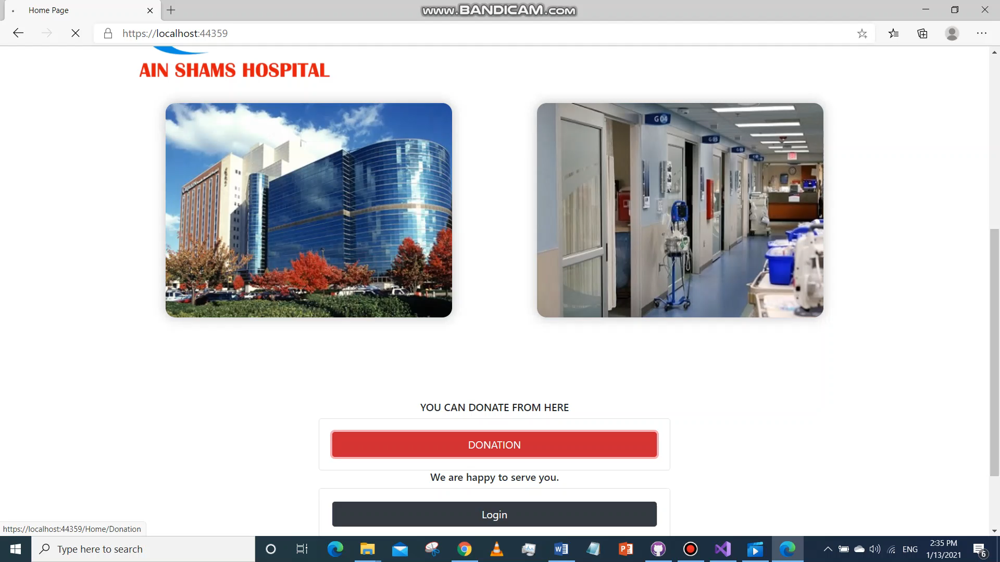 Home Page
www.BANDICAM.com
https://localhost:44359
AIN SHAMS HOSPITAL
G 04
G 05
YOU CAN DONATE FROM HERE
DONATION
We are happy to serve you.
Login
https://localhost:44359/Home/Donation
Type here to search
ENG
2:35 PM
1/13/2021
6